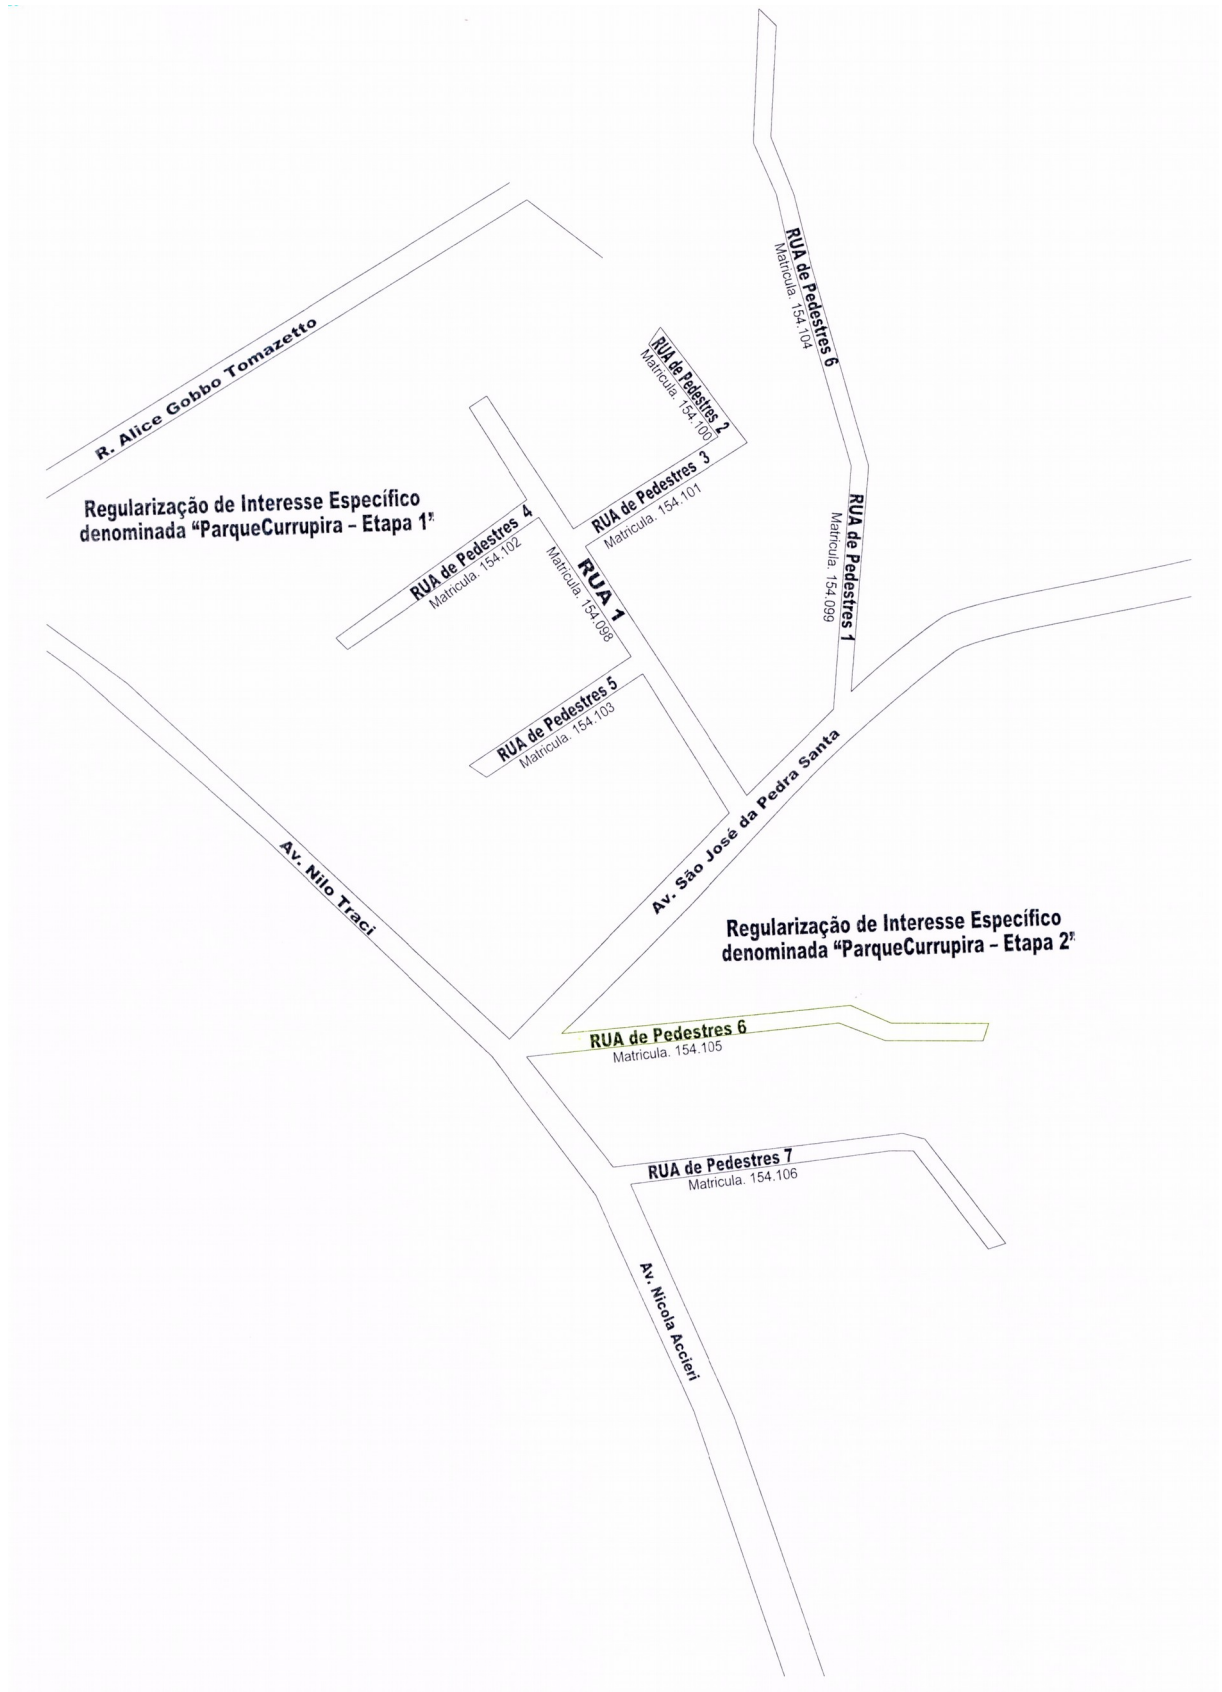 RUA de Pedestres 6
Matricula. 154.104
R. Alice Gobbo Tomazetto
RUA de Pedestres 2
Matricula. 154.100
RUA de Pedestres 3
Matricula. 154.101
Regularização de Interesse Específico
denominada “ParqueCurrupira – Etapa 1”
RUA de Pedestres 4
Matricula. 154.102
RUA 1
Matricula. 154.098
RUA de Pedestres 1
Matricula. 154.099
RUA de Pedestres 5
Matricula. 154.103
Av. São José da Pedra Santa
Av. Nilo Traci
Regularização de Interesse Específico
denominada “ParqueCurrupira – Etapa 2”
RUA de Pedestres 6
Matricula. 154.105
RUA de Pedestres 7
Matricula. 154.106
Av. Nicola Accieri